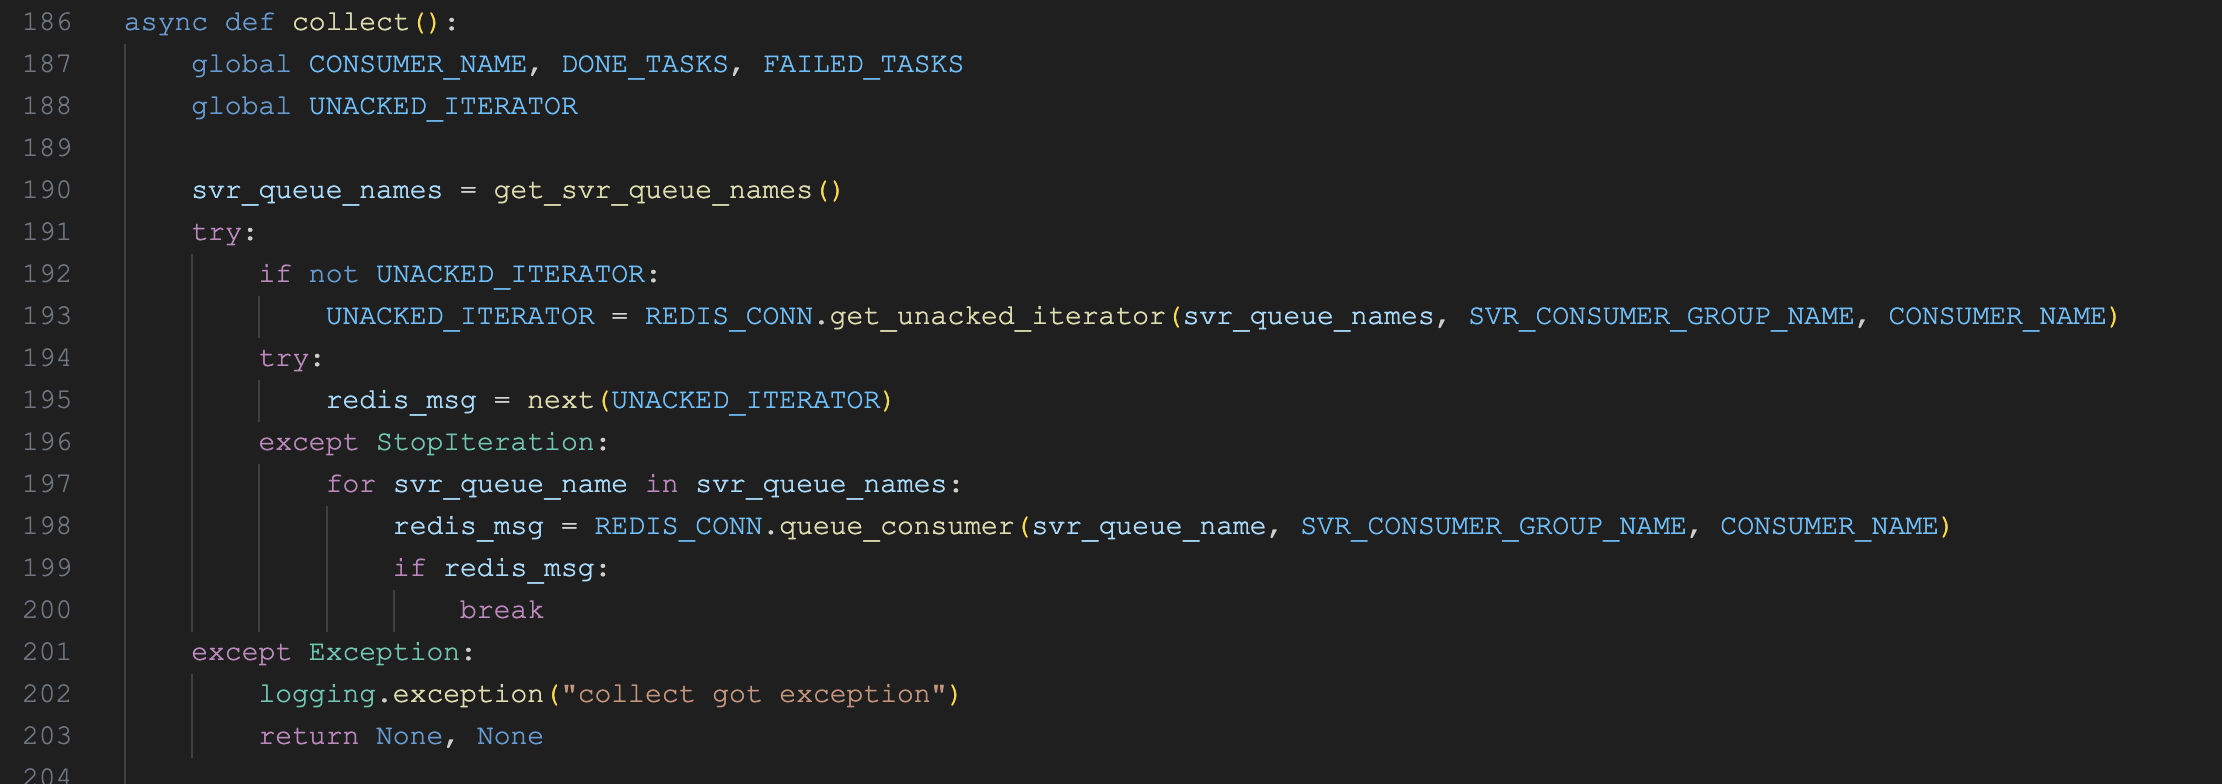 186 async def collect():
187     global CONSUMER_NAME, DONE_TASKS, FAILED_TASKS
188     global UNACKED_ITERATOR
189
190     svr_queue_names = get_svr_queue_names()
191     try:
192         if not UNACKED_ITERATOR:
193             UNACKED_ITERATOR = REDIS_CONN.get_unacked_iterator(svr_queue_names, SVR_CONSUMER_GROUP_NAME, CONSUMER_NAME)
194         try:
195             redis_msg = next(UNACKED_ITERATOR)
196         except StopIteration:
197             for svr_queue_name in svr_queue_names:
198                 redis_msg = REDIS_CONN.queue_consumer(svr_queue_name, SVR_CONSUMER_GROUP_NAME, CONSUMER_NAME)
199                 if redis_msg:
200                     break
201     except Exception:
202         logging.exception("collect got exception")
203         return None, None
204